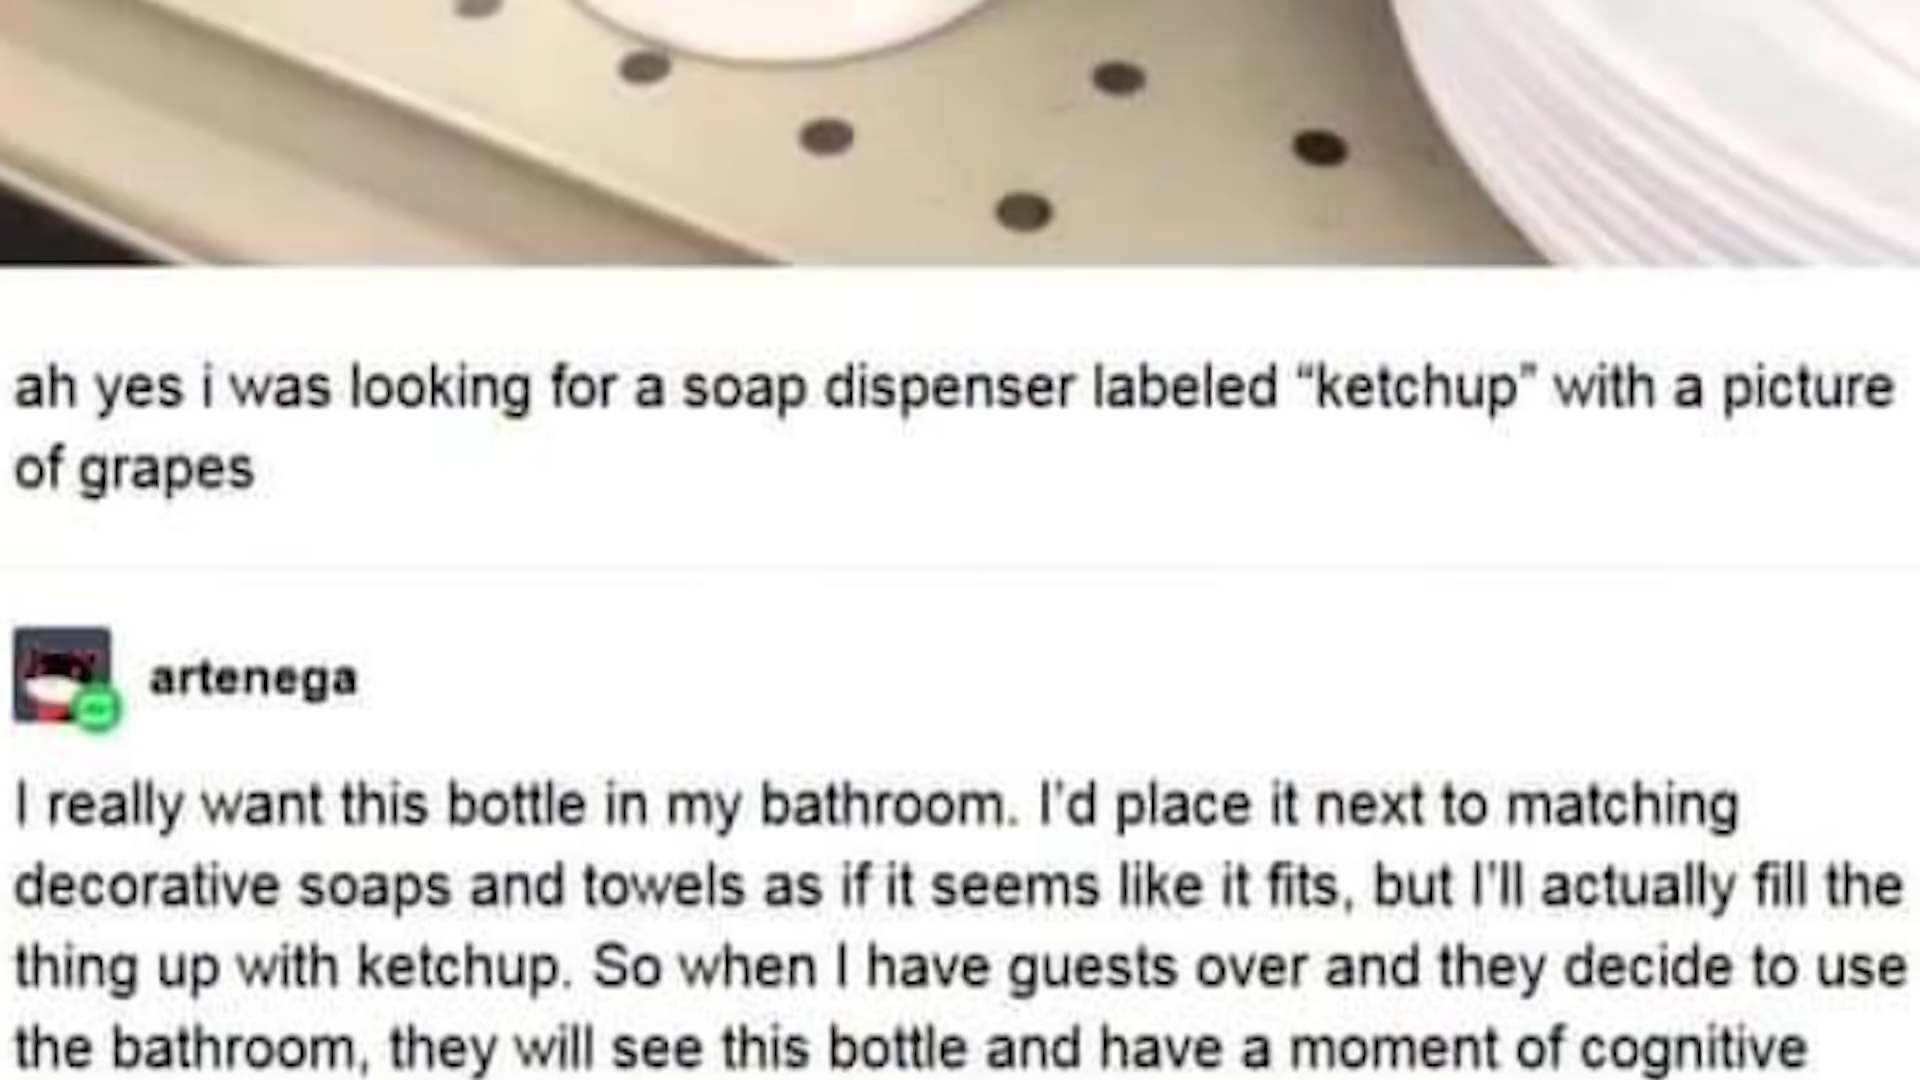 ah yes i was looking for a soap dispenser labeled “ketchup” with a picture
of grapes
artenega
I really want this bottle in my bathroom. I’d place it next to matching
decorative soaps and towels as if it seems like it fits, but I’ll actually fill the
thing up with ketchup. So when I have guests over and they decide to use
the bathroom, they will see this bottle and have a moment of cognitive